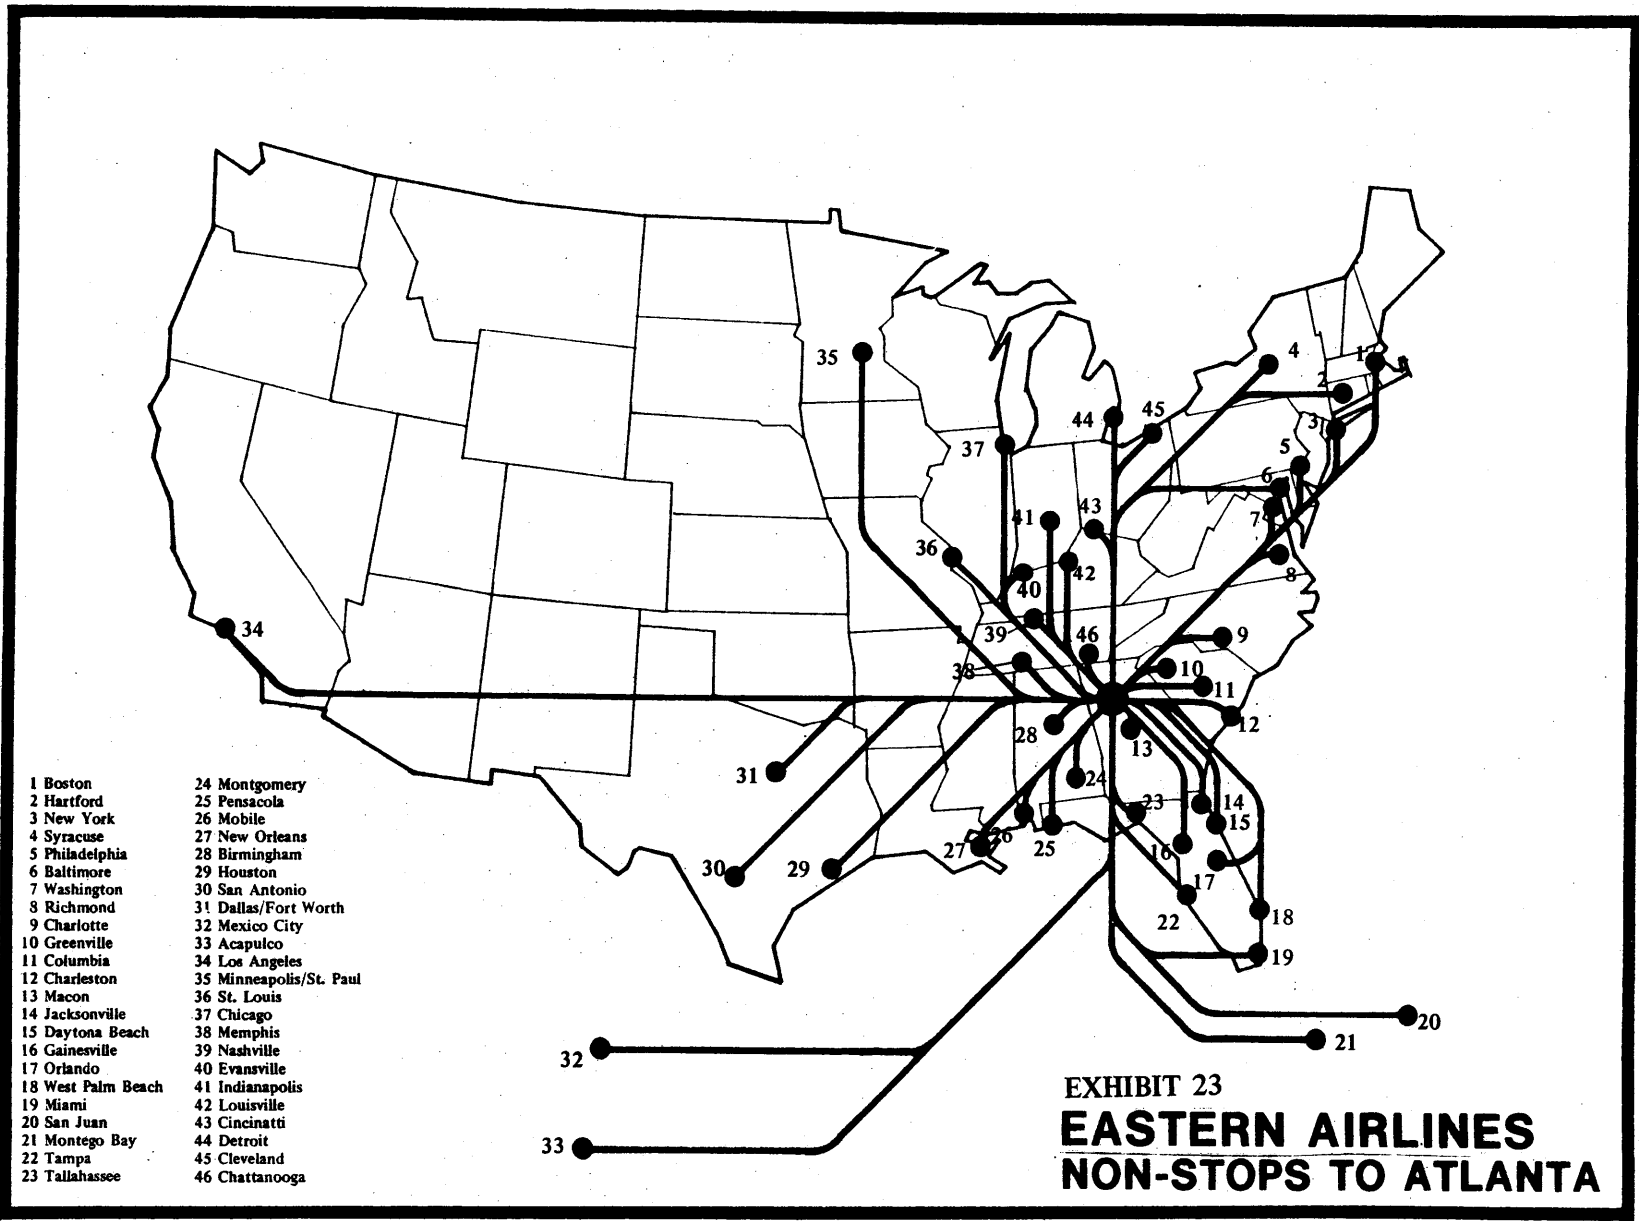 35
4
1
2
44
45
3
37
5
6
41
43
7
36
42
8
40
34
39
46
9
38
10
11
12
28
13
31
24
23
14
15
26
27
25
16
30
29
17
22
18
19
20
21
32
33
1 Boston
2 Hartford
3 New York
4 Syracuse
5 Philadelphia
6 Baltimore
7 Washington
8 Richmond
9 Charlotte
10 Greenville
11 Columbia
12 Charleston
13 Macon
14 Jacksonville
15 Daytona Beach
16 Gainesville
17 Orlando
18 West Palm Beach
19 Miami
20 San Juan
21 Montego Bay
22 Tampa
23 Tallahassee
24 Montgomery
25 Pensacola
26 Mobile
27 New Orleans
28 Birmingham
29 Houston
30 San Antonio
31 Dallas/Fort Worth
32 Mexico City
33 Acapulco
34 Los Angeles
35 Minneapolis/St. Paul
36 St. Louis
37 Chicago
38 Memphis
39 Nashville
40 Evansville
41 Indianapolis
42 Louisville
43 Cincinatti
44 Detroit
45 Cleveland
46 Chattanooga
EXHIBIT 23
EASTERN AIRLINES
NON-STOPS TO ATLANTA